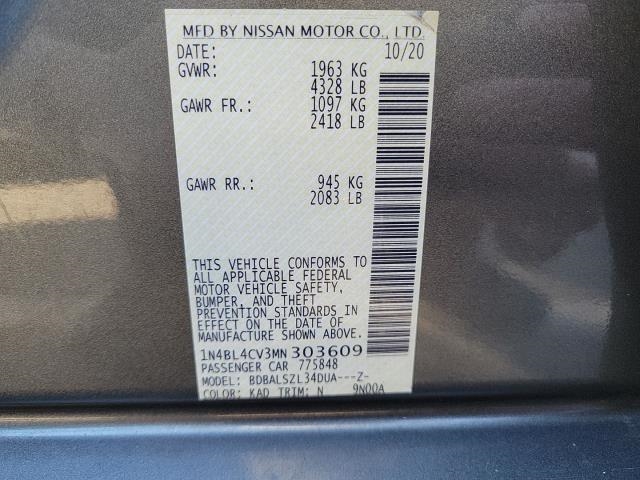 MFD BY NISSAN MOTOR CO., LTD.
DATE: 10/20
GVWR: 1963 KG
4328 LB
GAWR FR.: 1097 KG
2418 LB
GAWR RR.: 945 KG
2083 LB
THIS VEHICLE CONFORMS TO
ALL APPLICABLE FEDERAL
MOTOR VEHICLE SAFETY,
BUMPER, AND THEFT
PREVENTION STANDARDS IN
EFFECT ON THE DATE OF
MANUFACTURE SHOWN ABOVE.
1N4BL4CV3MN303609
PASSENGER CAR 775848
MODEL: BDBALSZL34DUA---Z-
COLOR: KAD TRIM: N 9N00A